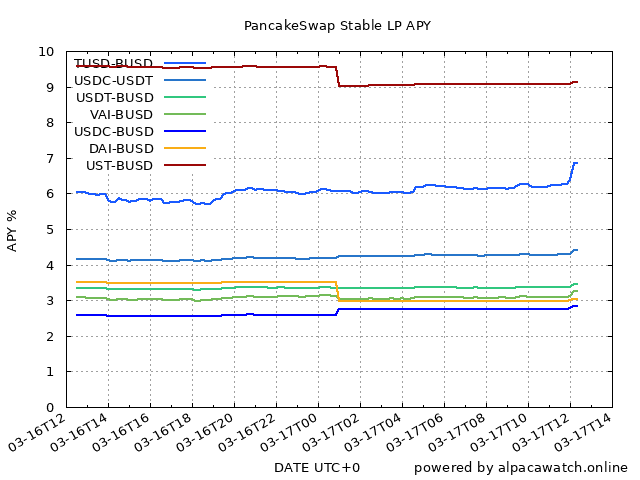 PancakeSwap Stable LP APY
10
9
8
7
6
5
4
3
2
1
0
APY %
TUSD-BUSD
USDC-USDT
USDT-BUSD
VAI-BUSD
USDC-BUSD
DAI-BUSD
UST-BUSD
03-16T12
03-16T14
03-16T16
03-16T18
03-16T20
03-16T22
03-17T00
03-17T02
03-17T04
03-17T06
03-17T08
03-17T10
03-17T12
03-17T14
DATE UTC+0
powered by alpacawatch.online